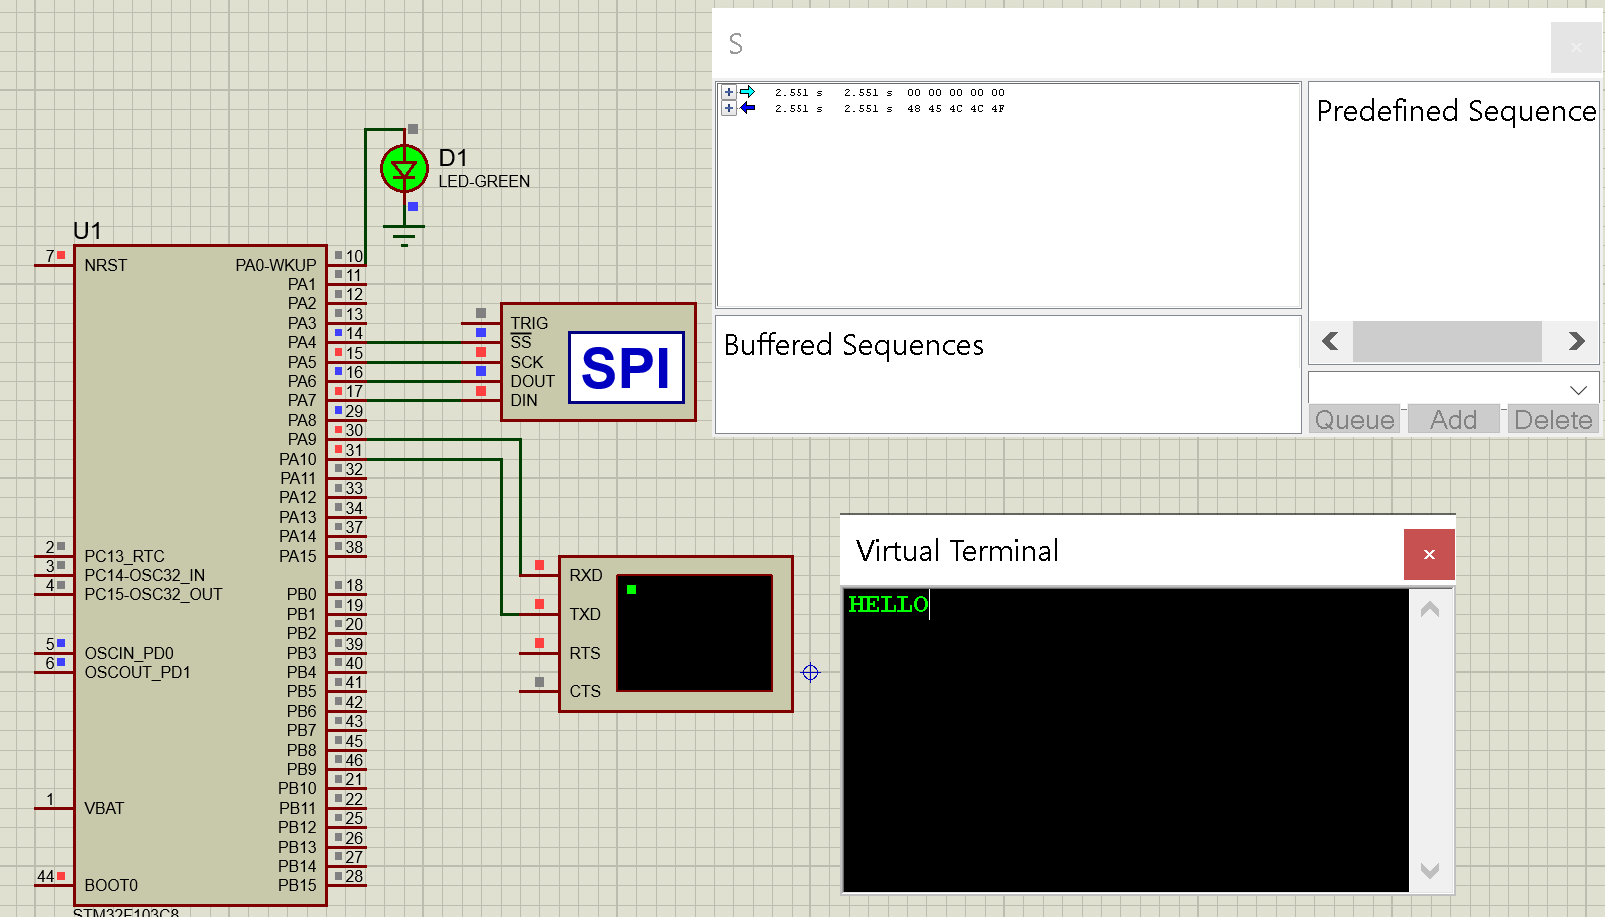 S
2.551 s 2.551 s 00 00 00 00 00
2.551 s 2.551 s 48 45 4C 4C 4F
Predefined Sequence
Buffered Sequences
Queue Add Delete
D1
LED-GREEN
U1
7 NRST
2 PC13_RTC
3 PC14-OSC32_IN
4 PC15-OSC32_OUT
5 OSCIN_PD0
6 OSCOUT_PD1
1 VBAT
44 BOOT0
PA0-WKUP 10
PA1 11
PA2 12
PA3 13
PA4 14
PA5 15
PA6 16
PA7 17
PA8 29
PA9 30
PA10 31
PA11 32
PA12 33
PA13 34
PA14 37
PA15 38
PB0 18
PB1 19
PB2 20
PB3 39
PB4 40
PB5 41
PB6 42
PB7 43
PB8 45
PB9 46
PB10 21
PB11 22
PB12 25
PB13 26
PB14 27
PB15 28
STM32F103C8
TRIG
SS
SCK
DOUT
DIN
SPI
RXD
TXD
RTS
CTS
Virtual Terminal
HELLO